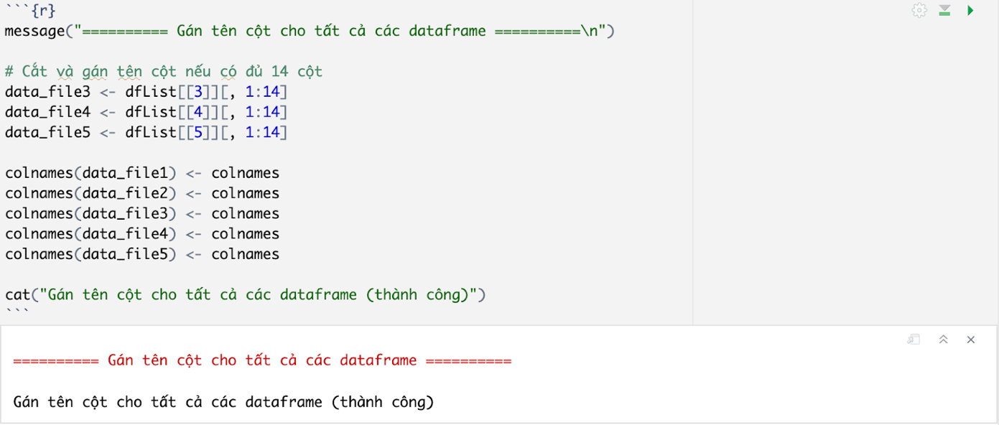 ```{r}
message("========== Gán tên cột cho tất cả các dataframe ==========\n")
# Cắt và gán tên cột nếu có đủ 14 cột
data_file3 <- dfList[[3]][, 1:14]
data_file4 <- dfList[[4]][, 1:14]
data_file5 <- dfList[[5]][, 1:14]
colnames(data_file1) <- colnames
colnames(data_file2) <- colnames
colnames(data_file3) <- colnames
colnames(data_file4) <- colnames
colnames(data_file5) <- colnames
cat("Gán tên cột cho tất cả các dataframe (thành công)")
```
========== Gán tên cột cho tất cả các dataframe ==========
Gán tên cột cho tất cả các dataframe (thành công)